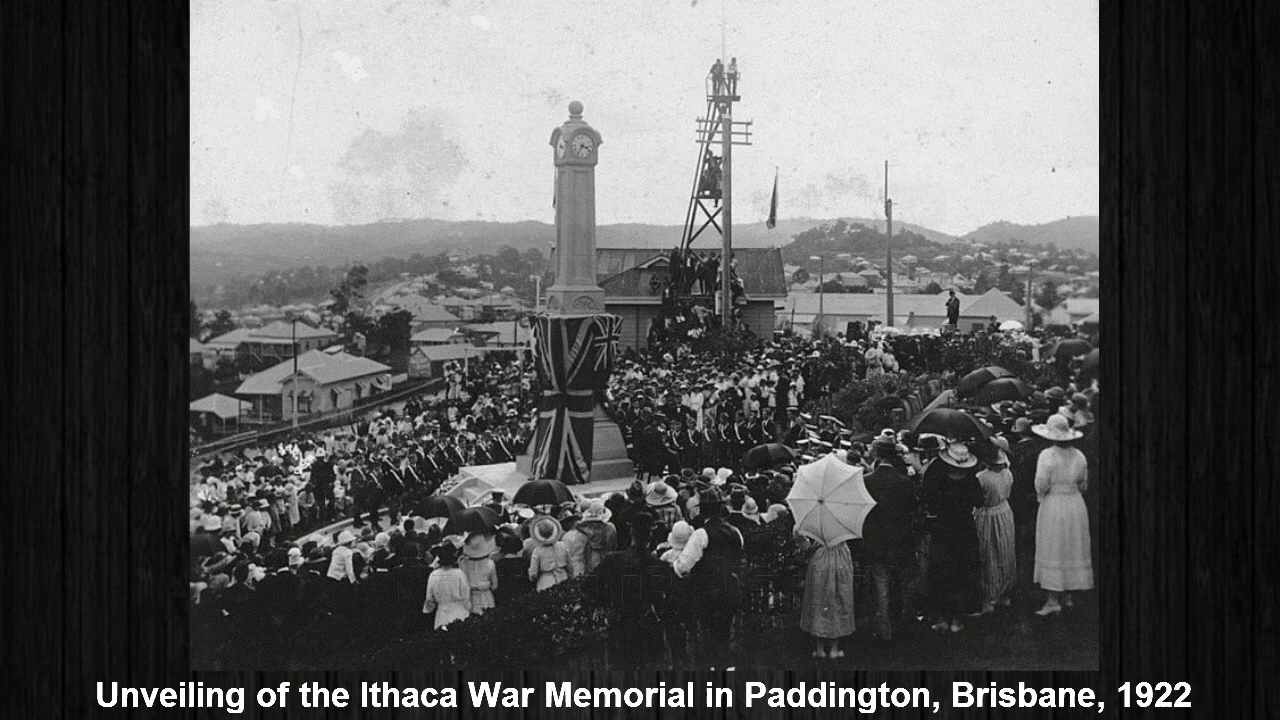 Unveiling of the Ithaca War Memorial in Paddington, Brisbane, 1922